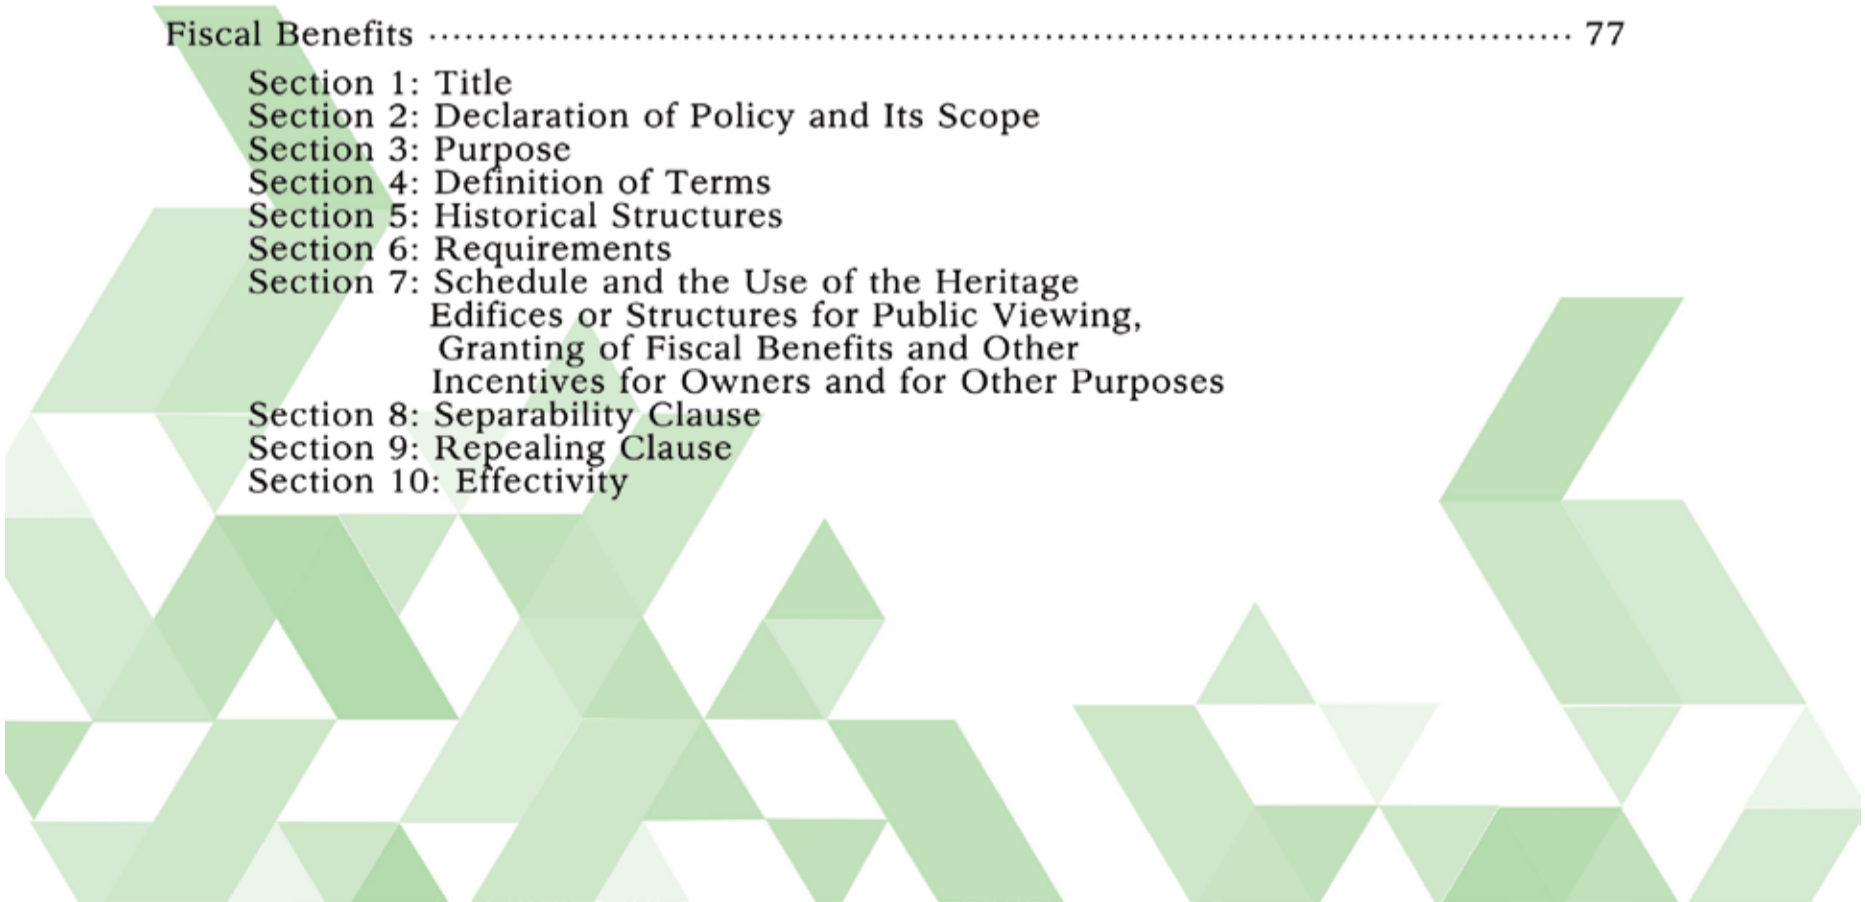 Fiscal Benefits ........................................................................................ 77
Section 1: Title
Section 2: Declaration of Policy and Its Scope
Section 3: Purpose
Section 4: Definition of Terms
Section 5: Historical Structures
Section 6: Requirements
Section 7: Schedule and the Use of the Heritage
Edifices or Structures for Public Viewing,
Granting of Fiscal Benefits and Other
Incentives for Owners and for Other Purposes
Section 8: Separability Clause
Section 9: Repealing Clause
Section 10: Effectivity